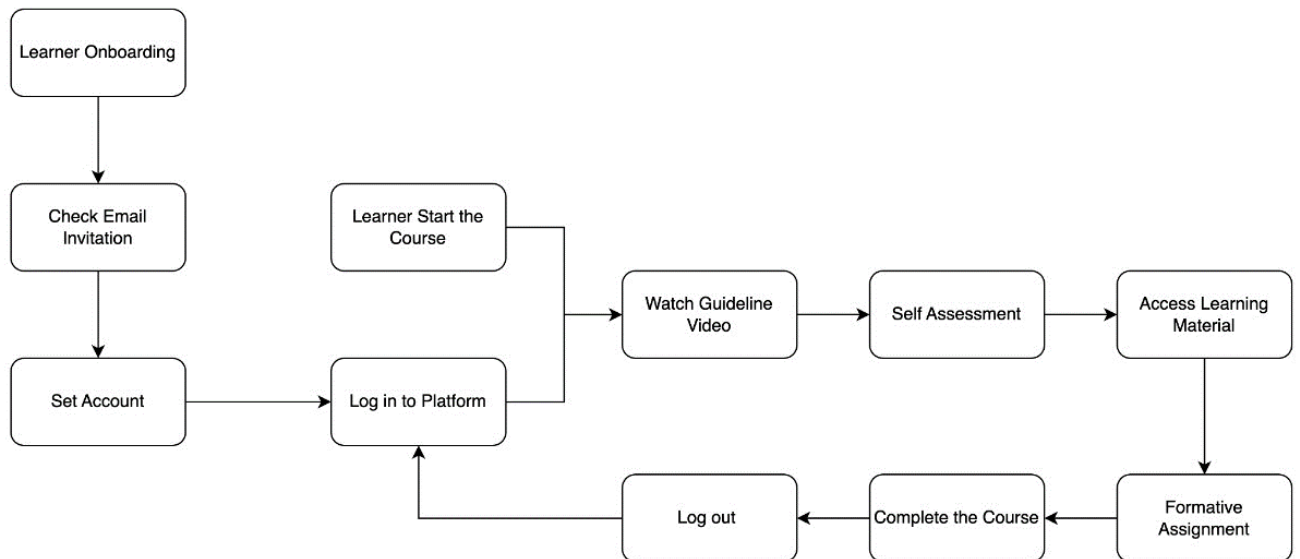 Learner Onboarding
Check Email
Invitation
Learner Start the
Course
Watch Guideline
Video
Self Assessment
Access Learning
Material
Set Account
Log in to Platform
Log out
Complete the Course
Formative
Assignment